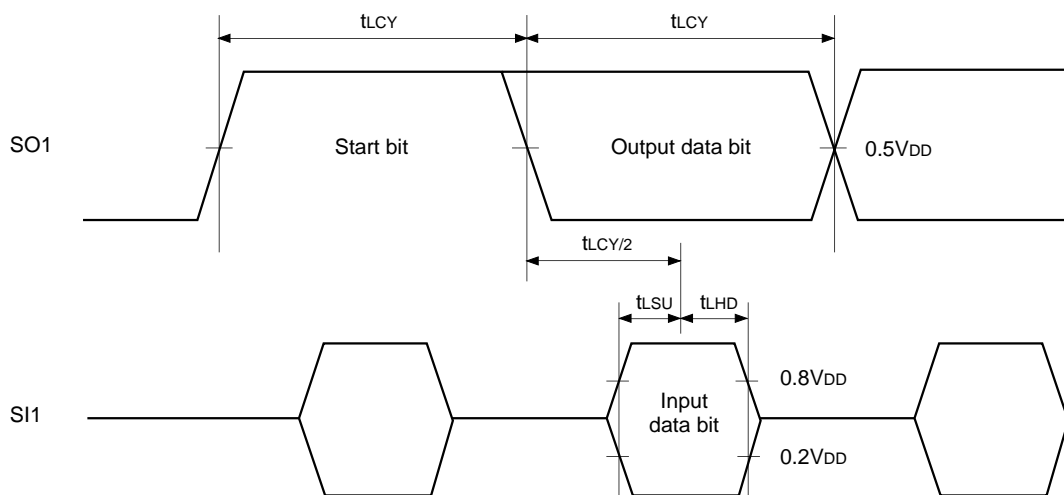 tLCY tLCY
SO1 Start bit Output data bit 0.5VDD
tLCY/2
tLSU tLHD
0.8VDD
SI1 Input
data bit
0.2VDD